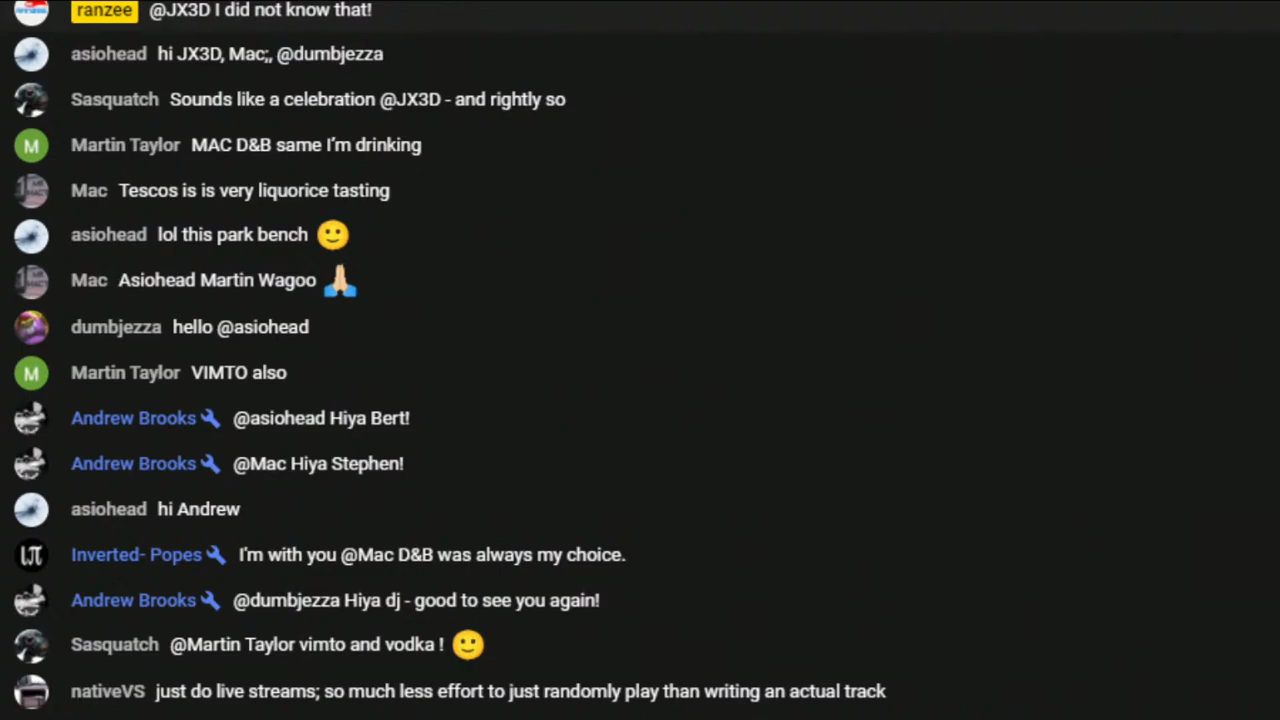 ranzee @JX3D I did not know that!
asiohead hi JX3D, Mac;, @dumbjezza
Sasquatch Sounds like a celebration @JX3D - and rightly so
M Martin Taylor MAC D&B same I'm drinking
Mac Tescos is is very liquorice tasting
asiohead lol this park bench 🙂
Mac Asiohead Martin Wagoo 🙏🏼
dumbjezza hello @asiohead
M Martin Taylor VIMTO also
Andrew Brooks @asiohead Hiya Bert!
Andrew Brooks @Mac Hiya Stephen!
asiohead hi Andrew
Inverted- Popes I'm with you @Mac D&B was always my choice.
Andrew Brooks @dumbjezza Hiya dj - good to see you again!
Sasquatch @Martin Taylor vimto and vodka ! 🙂
nativeVS just do live streams; so much less effort to just randomly play than writing an actual track